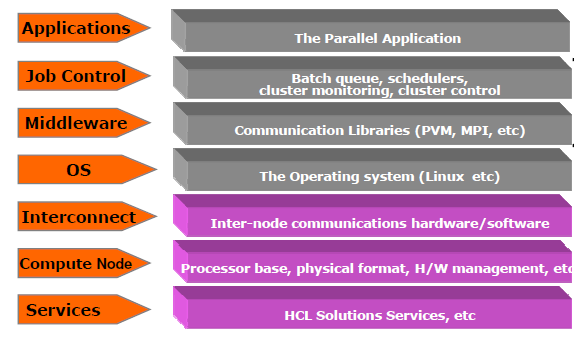 Applications
The Parallel Application
Job Control
Batch queue, schedulers,
cluster monitoring, cluster control
Middleware
Communication Libraries (PVM, MPI, etc)
OS
The Operating system (Linux etc)
Interconnect
Inter-node communications hardware/software
Compute Node
Processor base, physical format, H/W management, etc
Services
HCL Solutions Services, etc